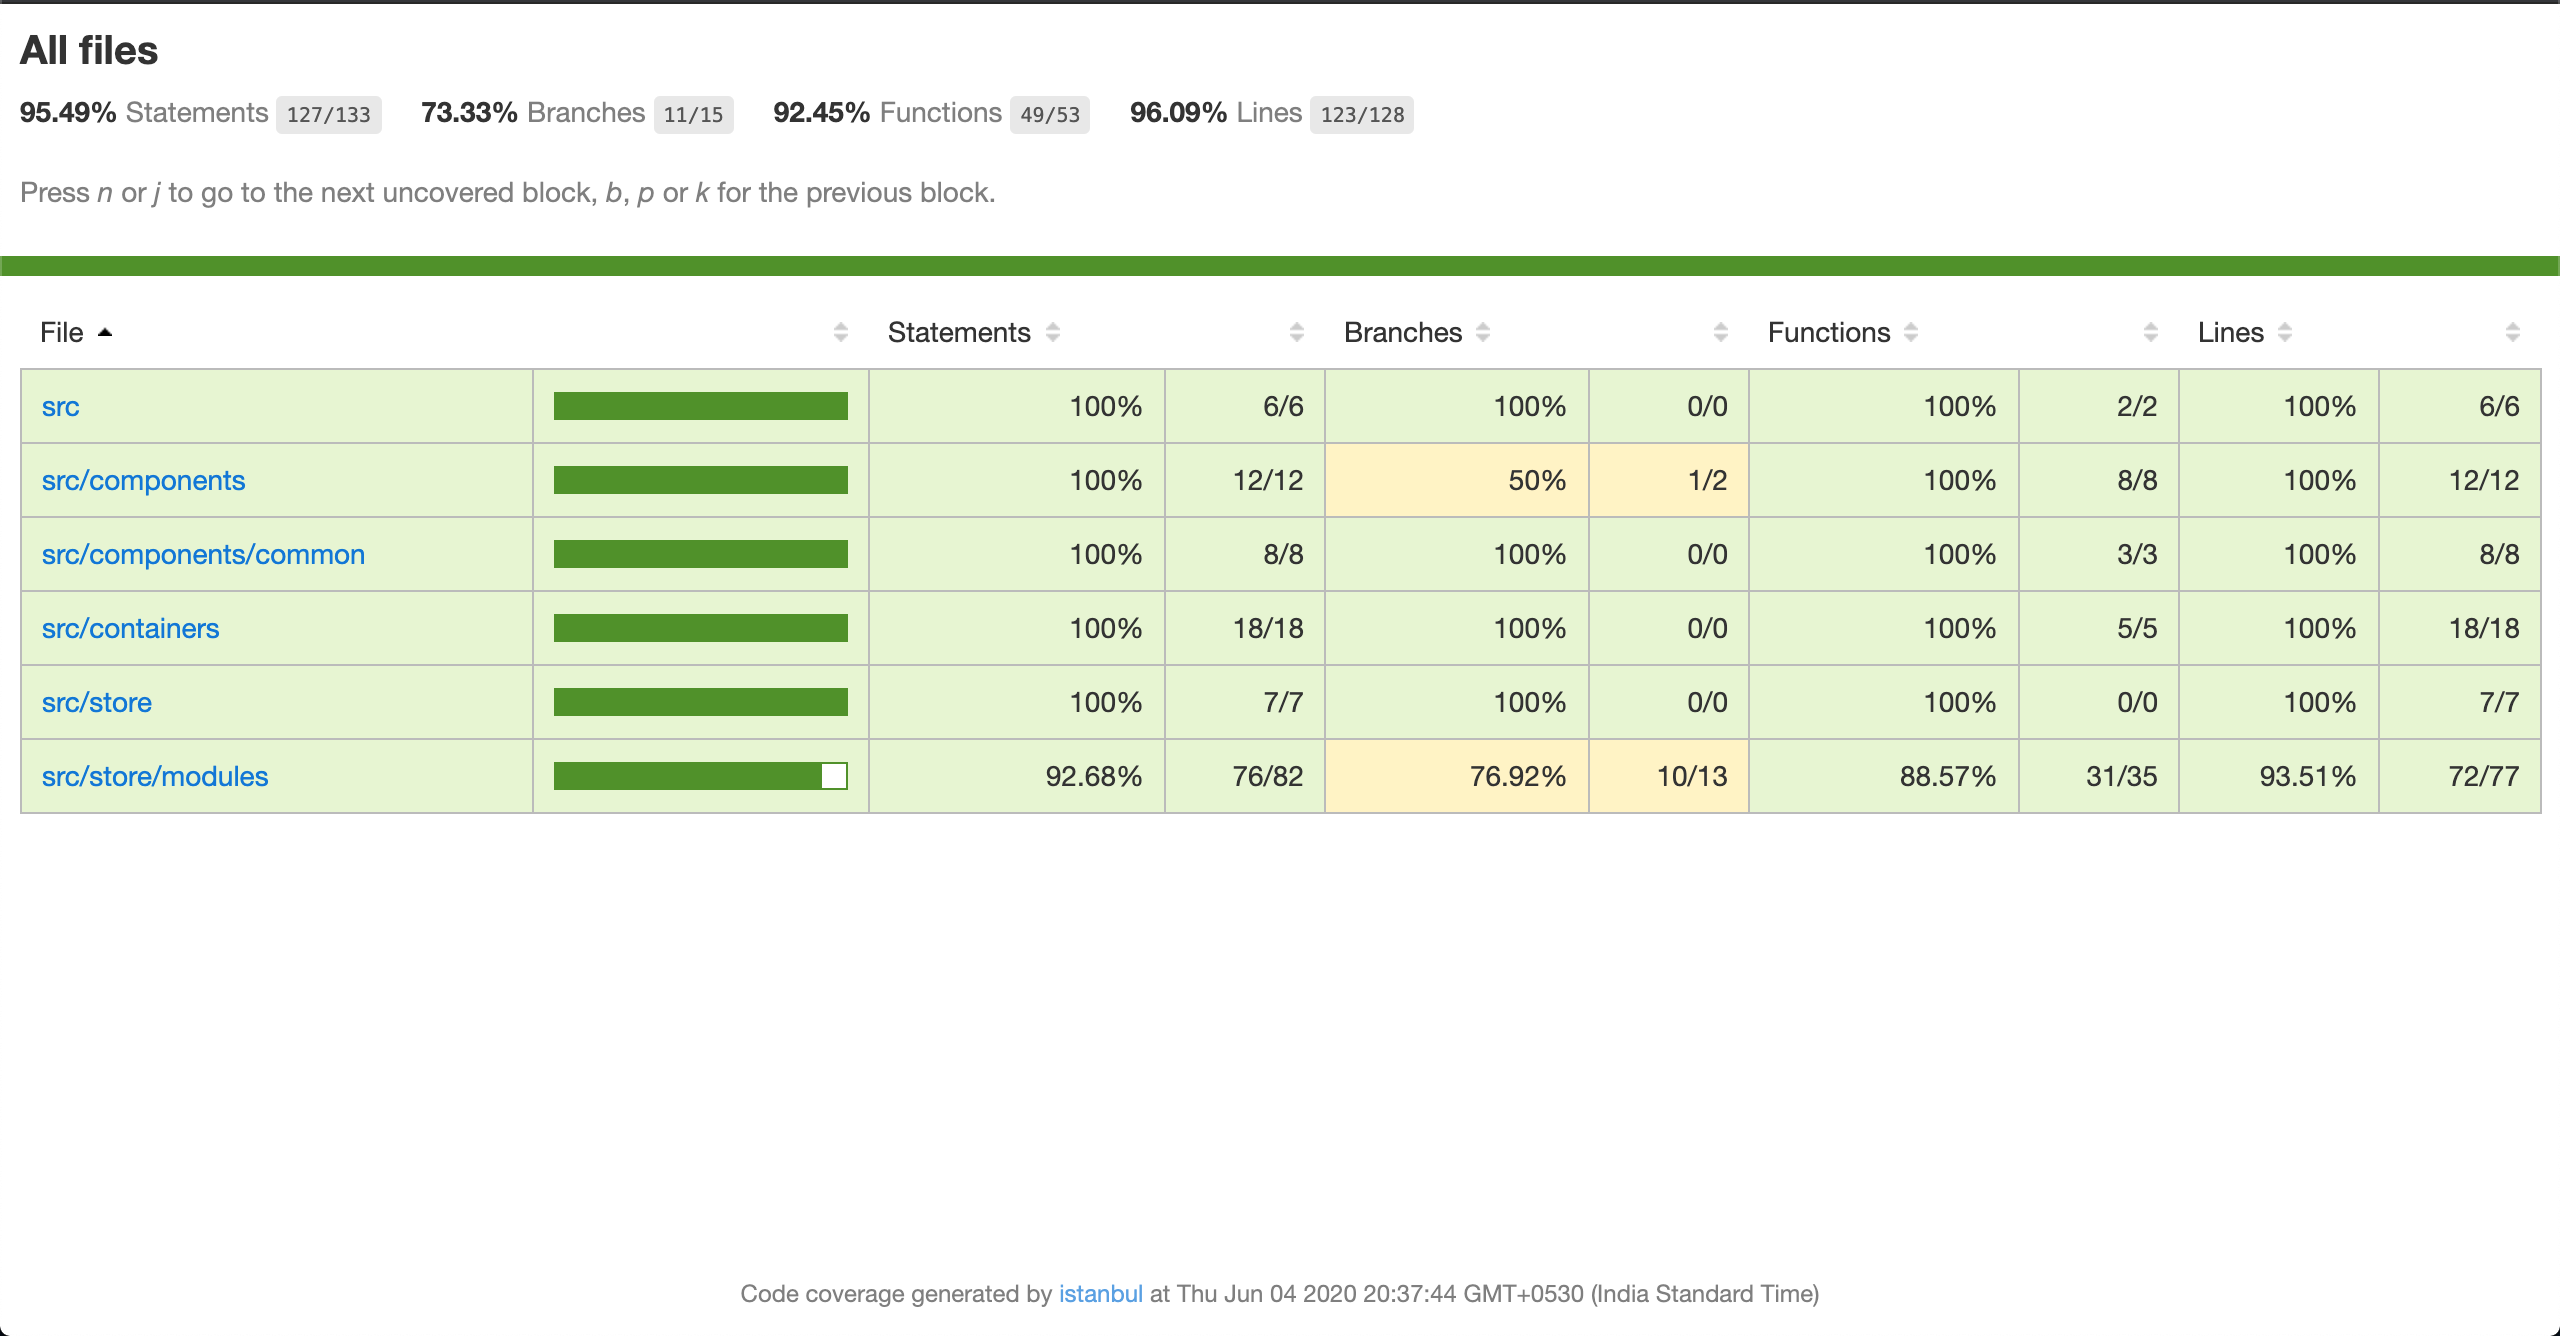 All files
95.49% Statements 127/133 73.33% Branches 11/15 92.45% Functions 49/53 96.09% Lines 123/128
Press n or j to go to the next uncovered block, b, p or k for the previous block.
File Statements Branches Functions Lines
src 100% 6/6 100% 0/0 100% 2/2 100% 6/6
src/components 100% 12/12 50% 1/2 100% 8/8 100% 12/12
src/components/common 100% 8/8 100% 0/0 100% 3/3 100% 8/8
src/containers 100% 18/18 100% 0/0 100% 5/5 100% 18/18
src/store 100% 7/7 100% 0/0 100% 0/0 100% 7/7
src/store/modules 92.68% 76/82 76.92% 10/13 88.57% 31/35 93.51% 72/77
Code coverage generated by istanbul at Thu Jun 04 2020 20:37:44 GMT+0530 (India Standard Time)